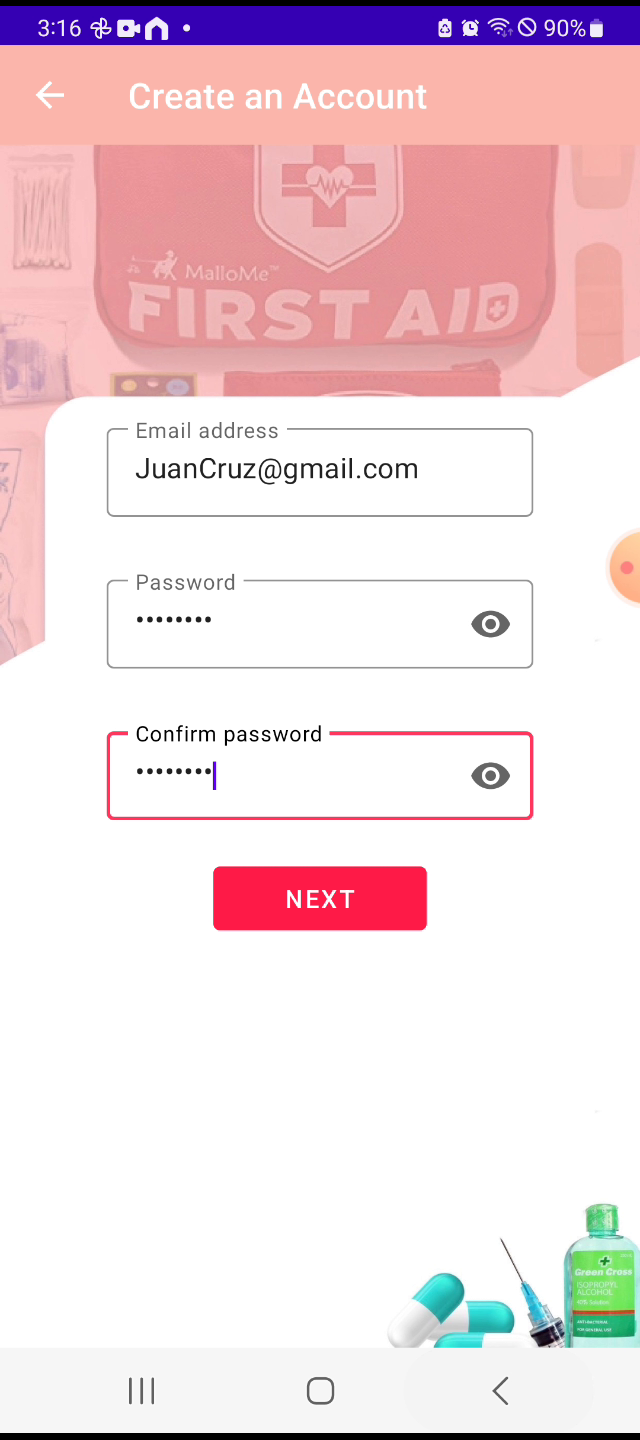 3:16
90%
Create an Account
MalloMe™
FIRST AID
Email address
JuanCruz@gmail.com
Password
••••••••
Confirm password
••••••••
NEXT
Green Cross
ISOPROPYL
ALCOHOL
ANTIBACTERIAL